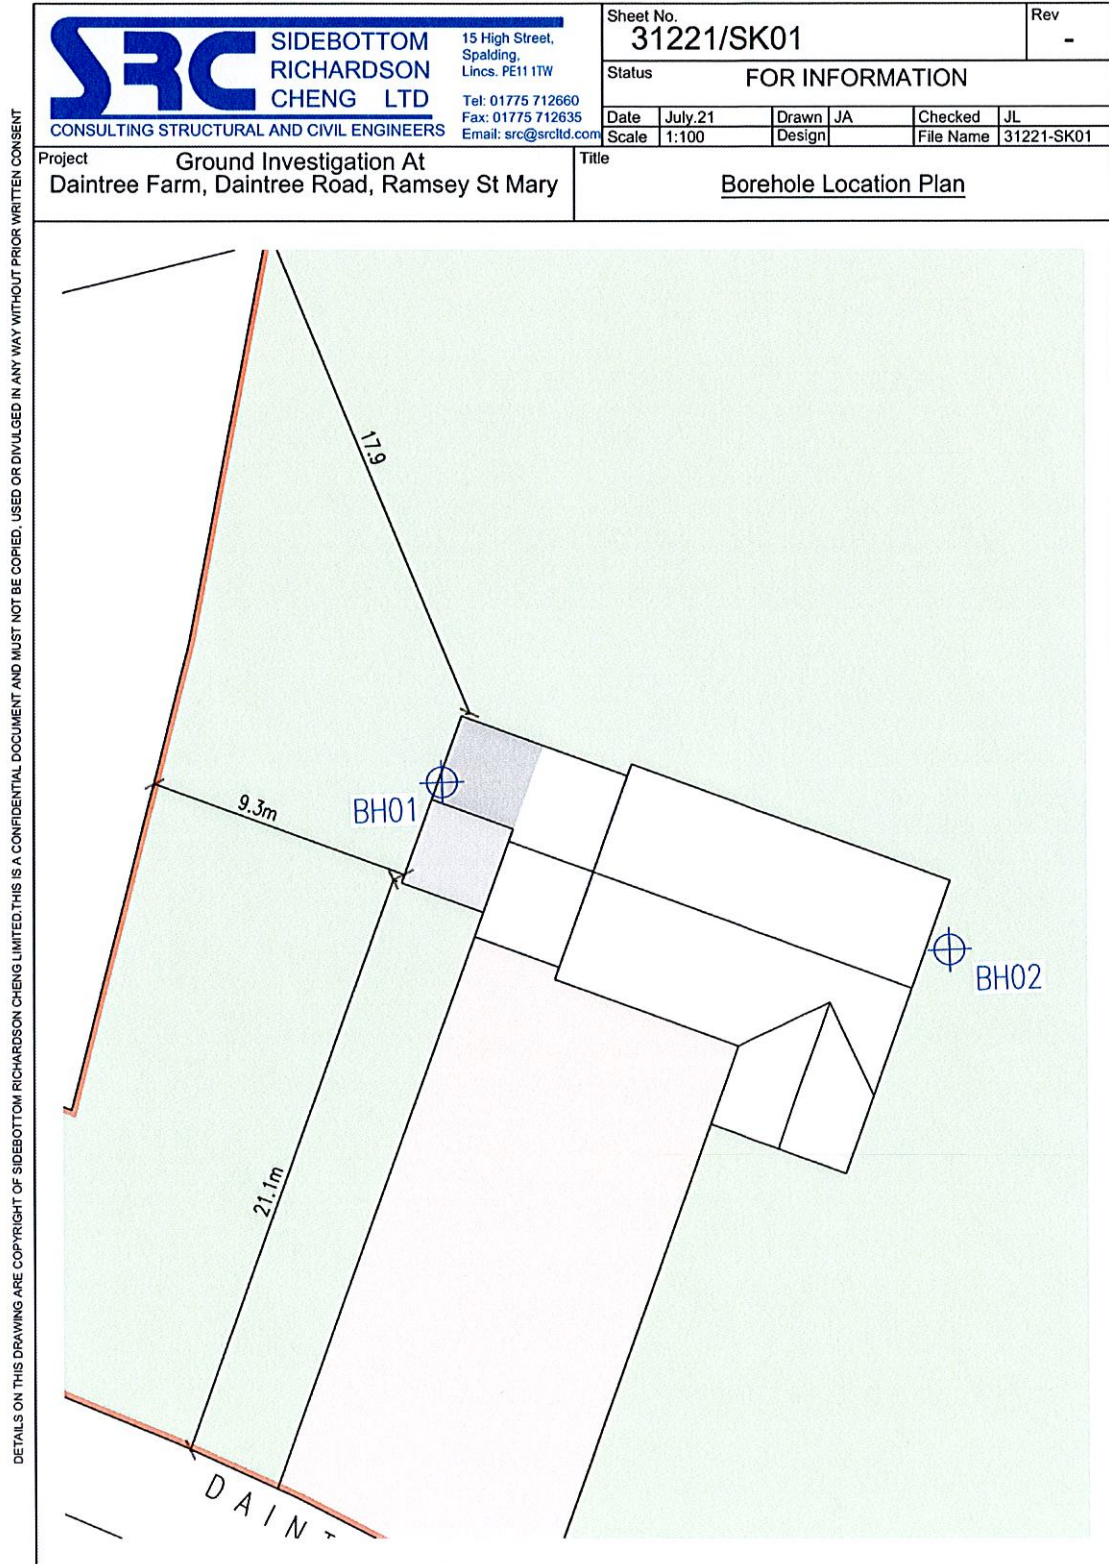 SRC
SIDEBOTTOM
RICHARDSON
CHENG LTD
CONSULTING STRUCTURAL AND CIVIL ENGINEERS
15 High Street,
Spalding,
Lincs. PE11 1TW
Tel: 01775 712660
Fax: 01775 712635
Email: src@srcltd.com
Sheet No.
31221/SK01
Rev
-
Status
FOR INFORMATION
Date July.21 Drawn JA Checked JL
Scale 1:100 Design File Name 31221-SK01
Project
Ground Investigation At
Daintree Farm, Daintree Road, Ramsey St Mary
Title
Borehole Location Plan
DETAILS ON THIS DRAWING ARE COPYRIGHT OF SIDEBOTTOM RICHARDSON CHENG LIMITED.THIS IS A CONFIDENTIAL DOCUMENT AND MUST NOT BE COPIED, USED OR DIVULGED IN ANY WAY WITHOUT PRIOR WRITTEN CONSENT
17.9
9.3m
BH01
BH02
21.1m
DAINT